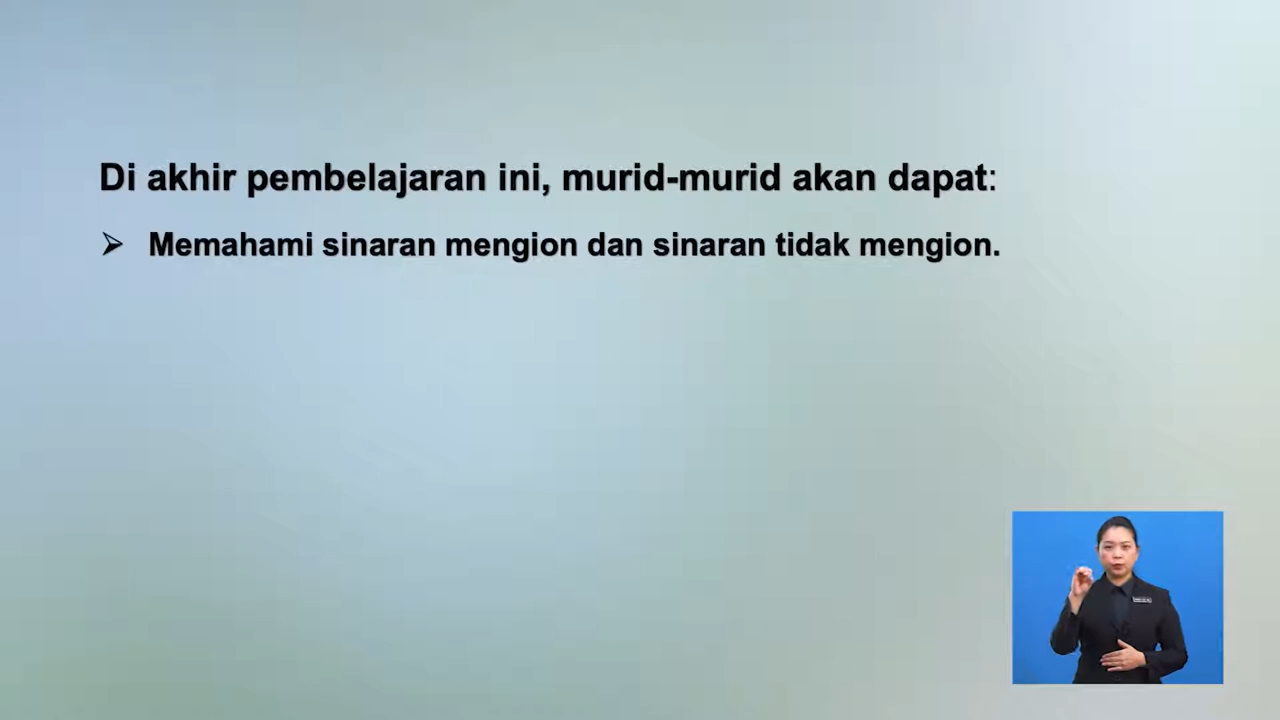 Di akhir pembelajaran ini, murid-murid akan dapat:
➢ Memahami sinaran mengion dan sinaran tidak mengion.